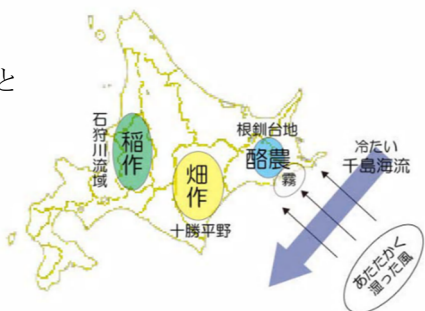 と
石狩川流域
稲作
畑作
十勝平野
根釧台地
酪農
霧
冷たい
千島海流
あたたかく
湿った風